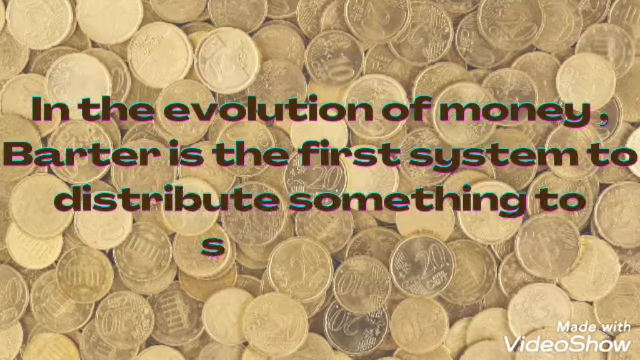 In the evolution of money ,
Barter is the first system to
distribute something to
s
Made with
VideoShow